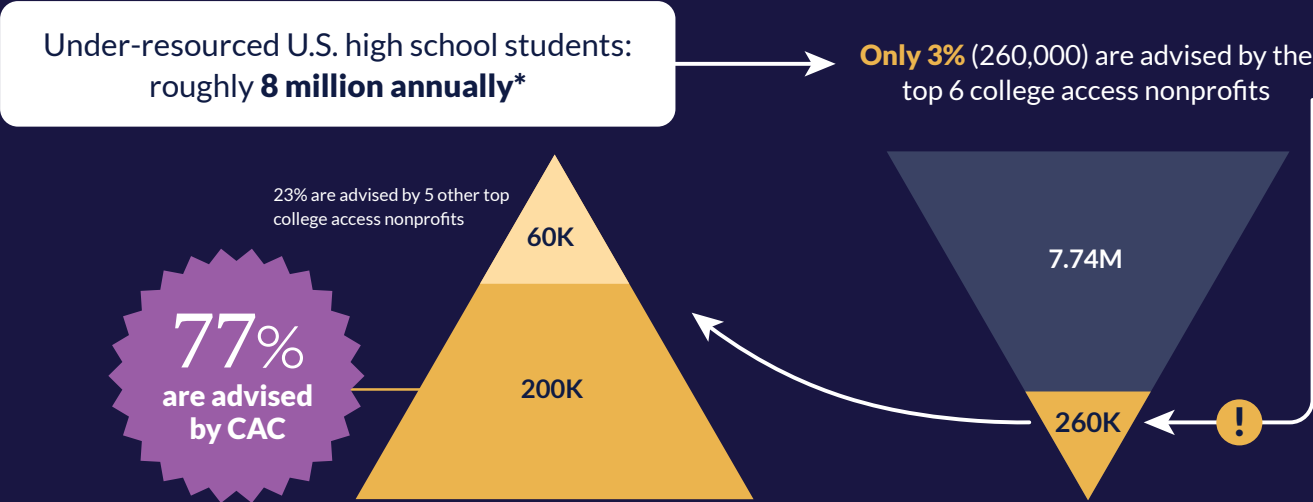 Under-resourced U.S. high school students:
roughly 8 million annually*
Only 3% (260,000) are advised by the
top 6 college access nonprofits
23% are advised by 5 other top
college access nonprofits
60K
7.74M
77%
are advised
by CAC
200K
260K
!